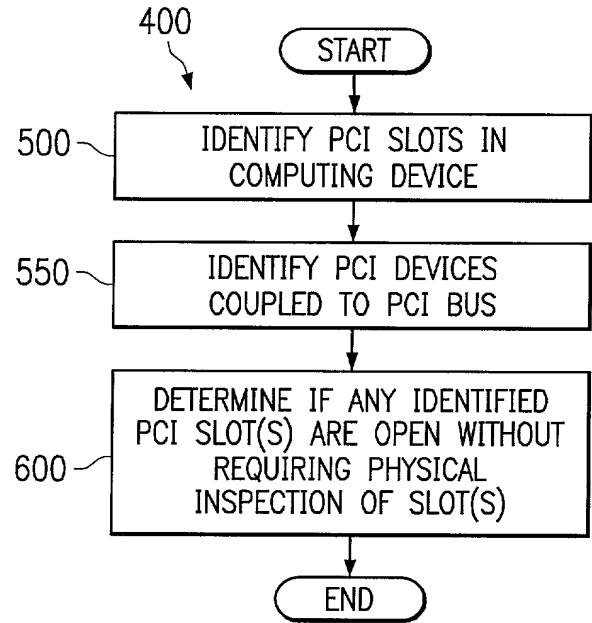 400
START
500
IDENTIFY PCI SLOTS IN
COMPUTING DEVICE
550
IDENTIFY PCI DEVICES
COUPLED TO PCI BUS
600
DETERMINE IF ANY IDENTIFIED
PCI SLOT(S) ARE OPEN WITHOUT
REQUIRING PHYSICAL
INSPECTION OF SLOT(S)
END